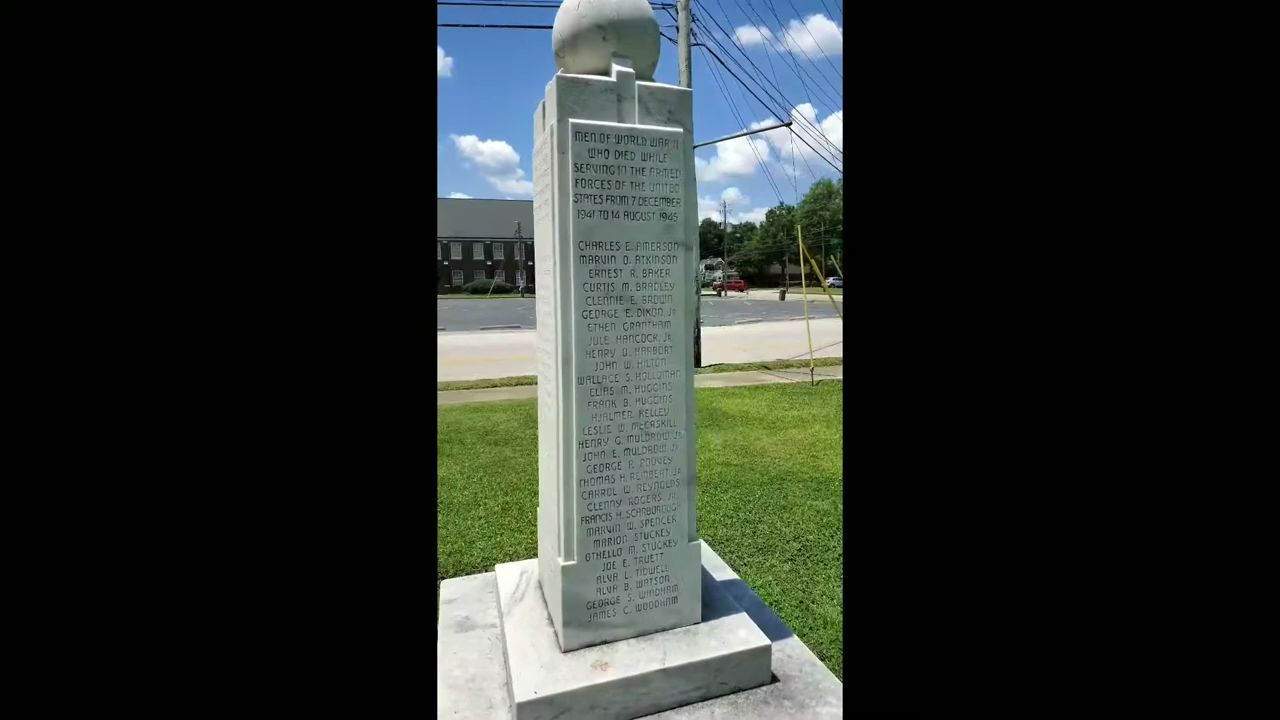 MEN OF WORLD WAR II
WHO DIED WHILE
SERVING IN THE ARMED
FORCES OF THE UNITED
STATES FROM 7 DECEMBER
1941 TO 14 AUGUST 1945
CHARLES E. AMERSON
MARVIN O. ATKINSON
ERNEST R. BAKER
CURTIS M. BRADLEY
CLENNIE E. BROWN
GEORGE E. DIXON, JR
ETHEN GRANTHAM
JULE HANCOCK, JR
HENRY D. HARBORT
JOHN W. HILTON
WALLACE S. HOLLOMAN
ELIAS M. HUGGINS
FRANK B. HUGGINS
HJALMER KELLEY
LESLIE W. McCASKILL
HENRY G. MULDROW, JR
JOHN E. MULDROW, JR
GEORGE P. POOVEY
THOMAS H. REMBERT JR
CARROL W. REYNOLDS
CLENNY ROGERS, JR
FRANCIS H. SCARBOROUGH
MARVIN W. SPENCER
MARION STUCKEY
OTHELLO M. STUCKEY
JOE E. TRUETT
ALVA L. TIDWELL
ALVA B. WATSON
GEORGE S. WINDHAM
JAMES C. WOODHAM